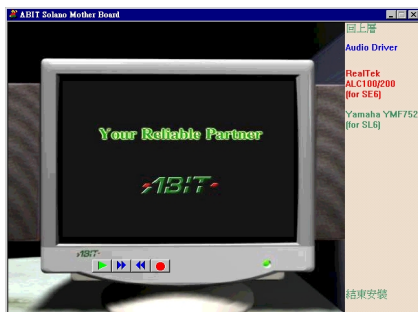 ABIT Solano Mother Board
回上層
Audio Driver
RealTek
ALC100/200
(for SE6)
Yamaha YMF752
(for SL6)
Your Reliable Partner
ABIT
ABIT
結束安裝